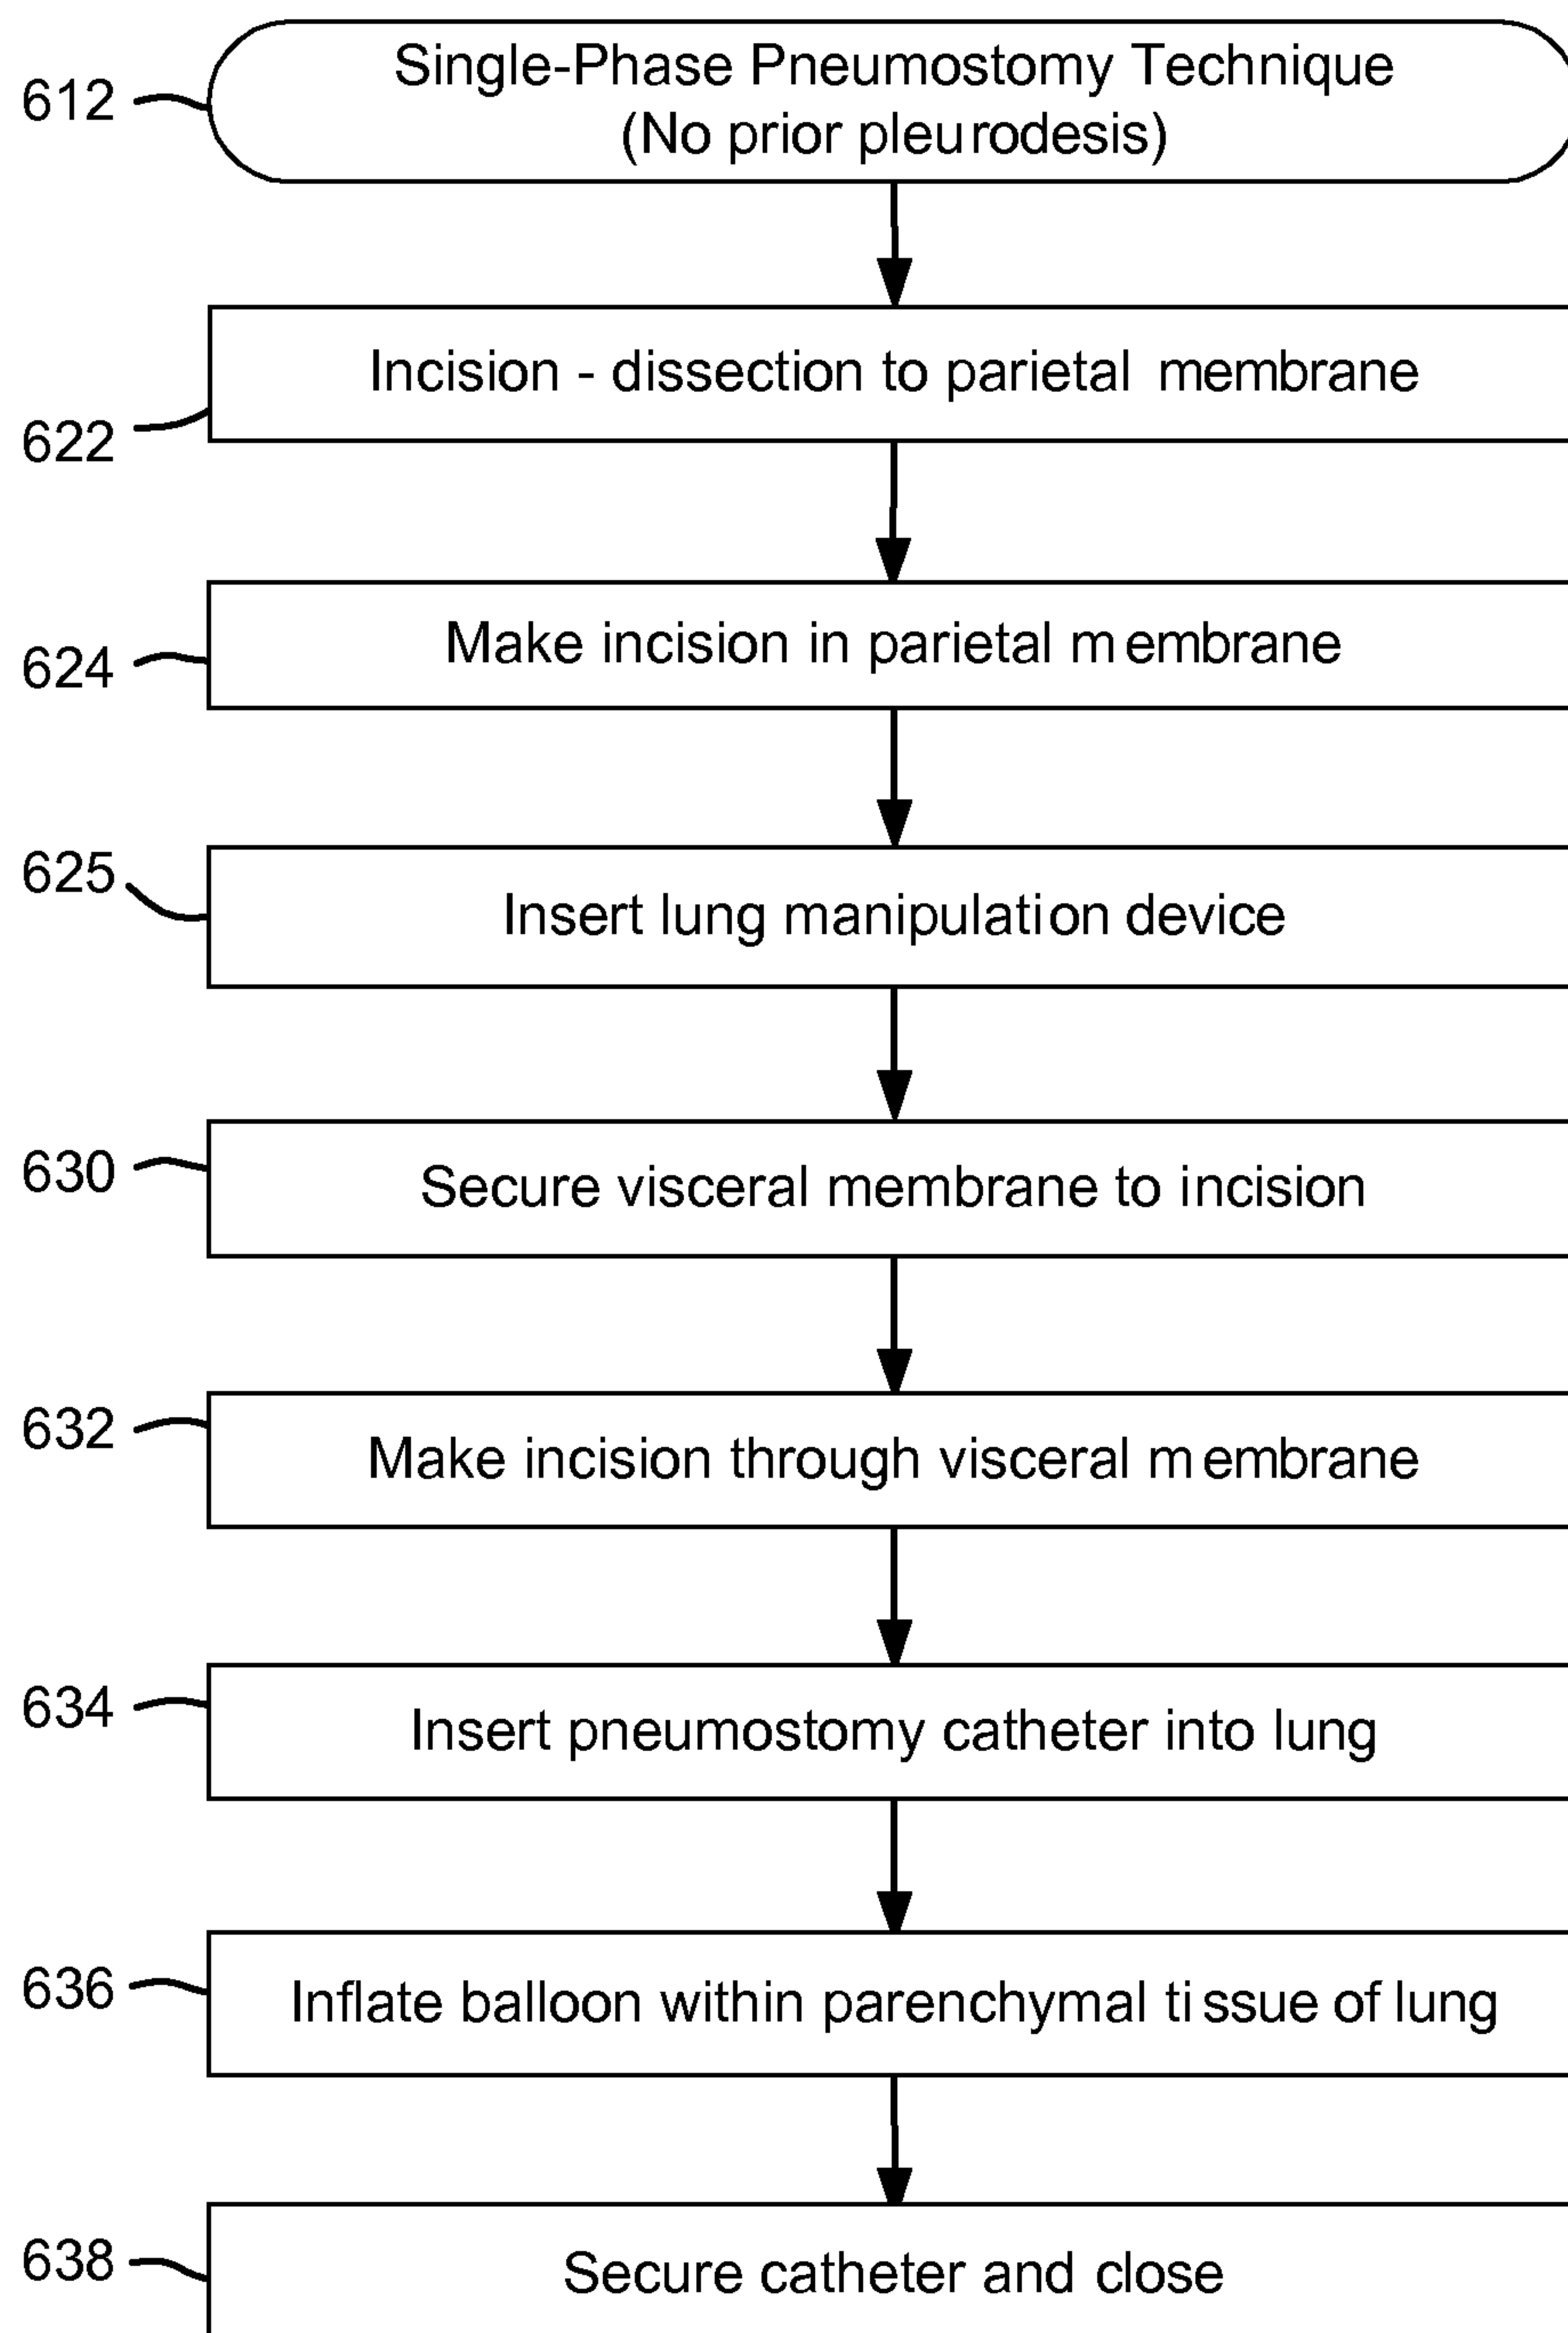 Single-Phase Pneumostomy Technique
612
(No prior pleurodesis)
Incision - dissection to parietal membrane
622
Make incision in parietal membrane
624
625
Insert lung manipulation device
630
Secure visceral membrane to incision
632
Make incision through visceral membrane
634
Insert pneumostomy catheter into lung
636
Inflate balloon within parenchymal tissue of lung
638
Secure catheter and close